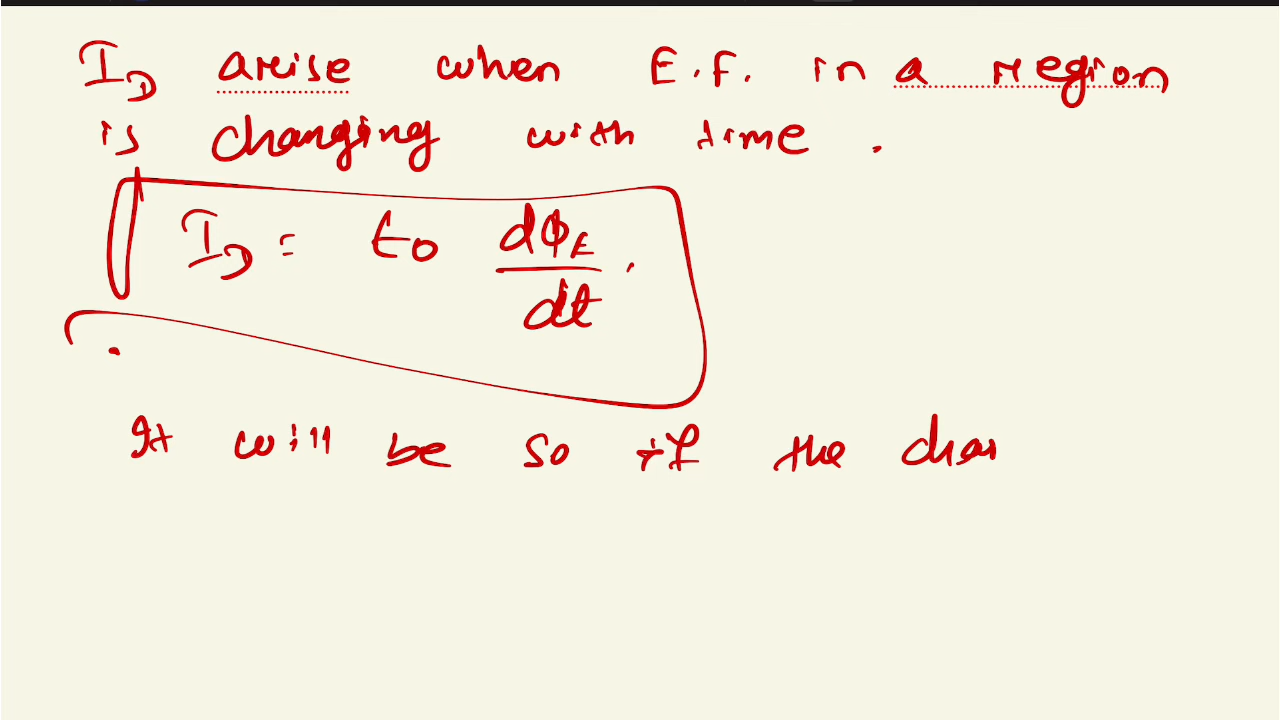 I_D arise when E.F. in a region
is changing with time .
I_D = ε₀ dϕ_E/dt .
It will be so if the